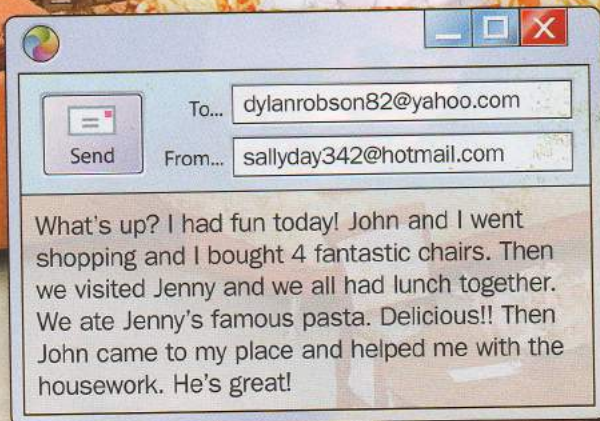 To... dylanrobson82@yahoo.com
Send From... sallyday342@hotmail.com
What's up? I had fun today! John and I went
shopping and I bought 4 fantastic chairs. Then
we visited Jenny and we all had lunch together.
We ate Jenny's famous pasta. Delicious!! Then
John came to my place and helped me with the
housework. He's great!